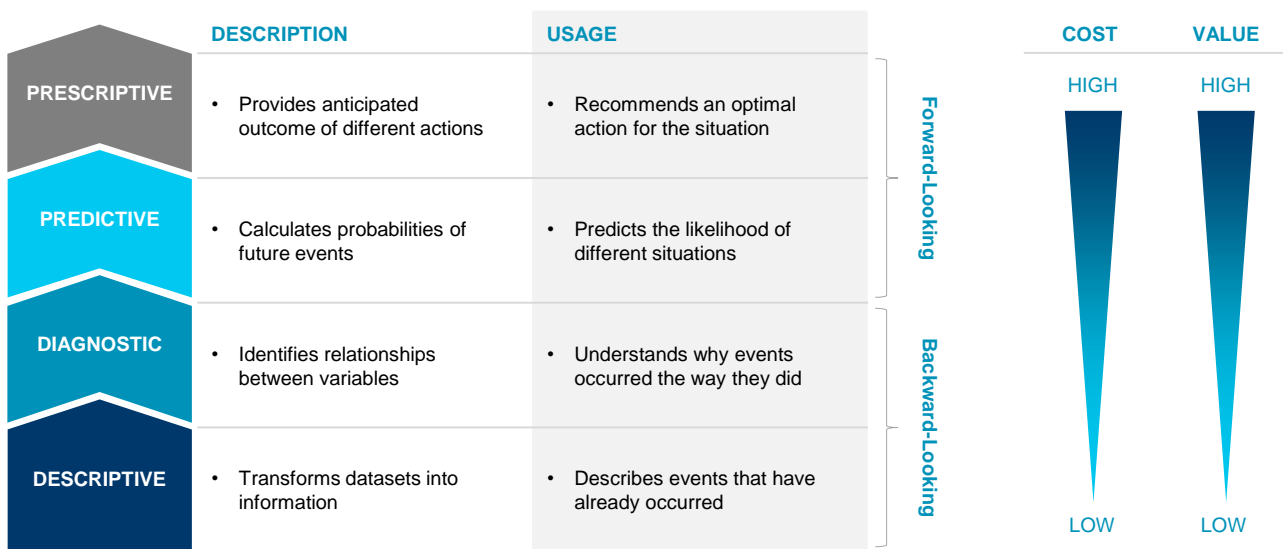 DESCRIPTION USAGE COST VALUE
PRESCRIPTIVE
• Provides anticipated
outcome of different actions
• Recommends an optimal
action for the situation
PREDICTIVE
• Calculates probabilities of
future events
• Predicts the likelihood of
different situations
Forward-Looking
DIAGNOSTIC
• Identifies relationships
between variables
• Understands why events
occurred the way they did
DESCRIPTIVE
• Transforms datasets into
information
• Describes events that have
already occurred
Backward-Looking
HIGH HIGH
LOW LOW